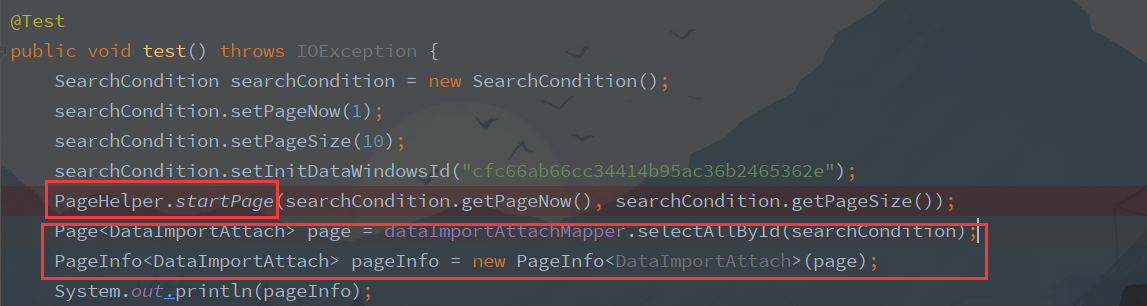 @Test
public void test() throws IOException {
SearchCondition searchCondition = new SearchCondition();
searchCondition.setPageNow(1);
searchCondition.setPageSize(10);
searchCondition.setInitDataWindowsId("cfc66ab66cc34414b95ac36b2465362e");
PageHelper.startPage(searchCondition.getPageNow(), searchCondition.getPageSize());
Page<DataImportAttach> page = dataImportAttachMapper.selectAllById(searchCondition);
PageInfo<DataImportAttach> pageInfo = new PageInfo<DataImportAttach>(page);
System.out.println(pageInfo);